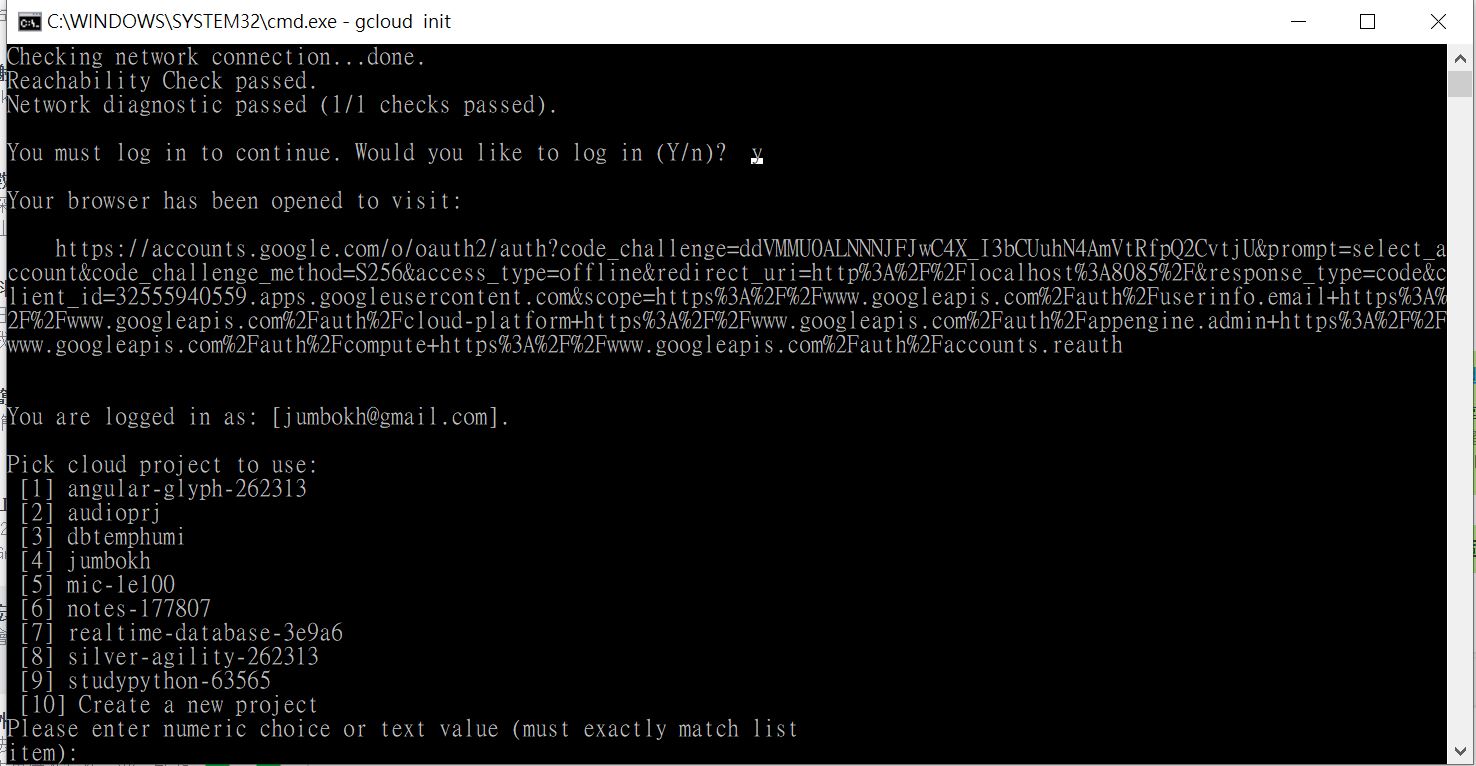 C:\WINDOWS\SYSTEM32\cmd.exe - gcloud  init
Checking network connection...done.
Reachability Check passed.
Network diagnostic passed (1/1 checks passed).
You must log in to continue. Would you like to log in (Y/n)?  y
Your browser has been opened to visit:
https://accounts.google.com/o/oauth2/auth?code_challenge=ddVMMUOALNNNJFJwC4X_I3bCUuhN4AmVtRfpQ2CvtjU&prompt=select_a
ccount&code_challenge_method=S256&access_type=offline&redirect_uri=http%3A%2F%2Flocalhost%3A8085%2F&response_type=code&c
lient_id=32555940559.apps.googleusercontent.com&scope=https%3A%2F%2Fwww.googleapis.com%2Fauth%2Fuserinfo.email+https%3A%
2F%2Fwww.googleapis.com%2Fauth%2Fcloud-platform+https%3A%2F%2Fwww.googleapis.com%2Fauth%2Fappengine.admin+https%3A%2F%2F
www.googleapis.com%2Fauth%2Fcompute+https%3A%2F%2Fwww.googleapis.com%2Fauth%2Faccounts.reauth
You are logged in as: [jumbokh@gmail.com].
Pick cloud project to use:
[1] angular-glyph-262313
[2] audioprj
[3] dbtemphumi
[4] jumbokh
[5] mic-1e100
[6] notes-177807
[7] realtime-database-3e9a6
[8] silver-agility-262313
[9] studypython-63565
[10] Create a new project
Please enter numeric choice or text value (must exactly match list
item):